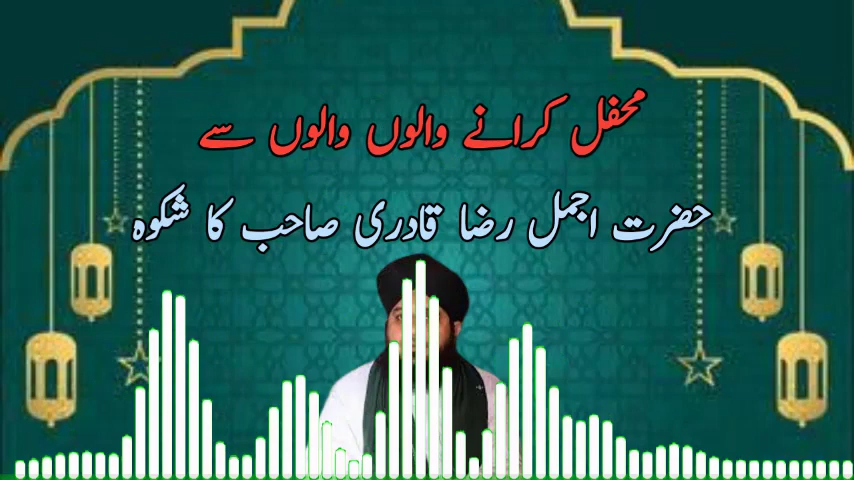 محفل کرانے والوں والوں سے
حضرت اجمل رضا قادری صاحب کا شکوہ